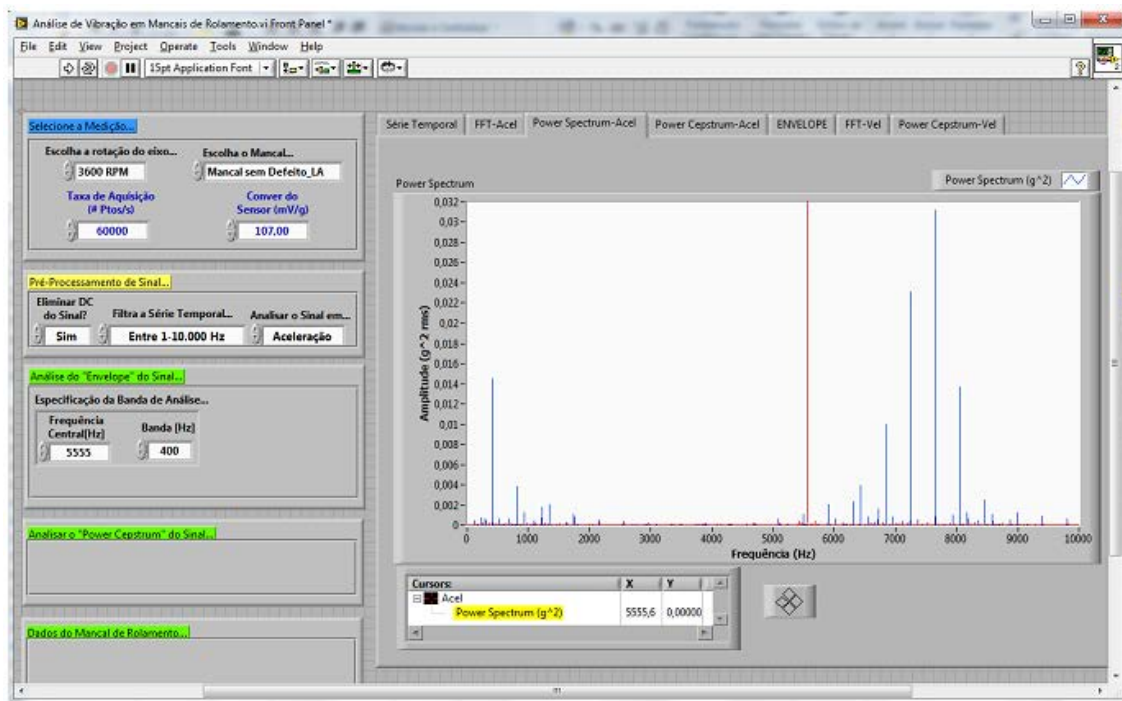 Análise de Vibração em Mancais de Rolamento.vi Front Panel *
File Edit View Project Operate Tools Window Help
15pt Application Font
Selecione a Medição...
Escolha a rotação do eixo...
Escolha o Mancal...
3600 RPM
Mancal sem Defeito_LA
Taxa de Aquisição
(# Ptos/s)
Conver do
Sensor (mV/g)
60000
107,00
Pré-Processamento de Sinal...
Eliminar DC
do Sinal?
Filtra a Série Temporal...
Analisar o Sinal em...
Sim
Entre 1-10.000 Hz
Aceleração
Análise do "Envelope" do Sinal...
Especificação da Banda de Análise...
Frequência
Central[Hz]
Banda [Hz]
5555
400
Analisar o "Power Cepstrum" do Sinal...
Dados do Mancal de Rolamento...
Série Temporal FFT-Acel Power Spectrum-Acel Power Cepstrum-Acel ENVELOPE FFT-Vel Power Cepstrum-Vel
Power Spectrum
Power Spectrum (g^2)
Amplitude (g^2 rms)
0,032
0,03
0,028
0,026
0,024
0,022
0,02
0,018
0,016
0,014
0,012
0,01
0,008
0,006
0,004
0,002
0
0 1000 2000 3000 4000 5000 6000 7000 8000 9000 10000
Frequência (Hz)
Cursors: X Y
Acel
Power Spectrum (g^2) 5555,6 0,00000